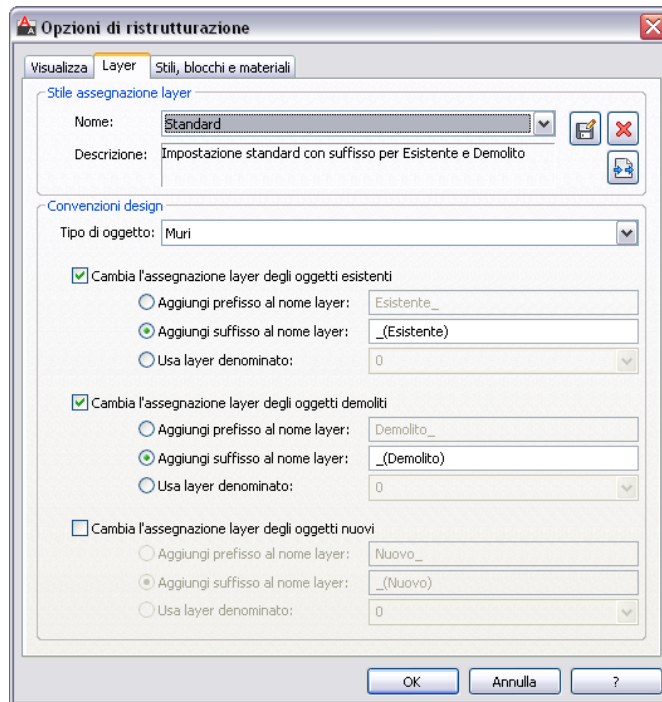 Opzioni di ristrutturazione
Visualizza Layer Stili, blocchi e materiali
Stile assegnazione layer
Nome: Standard
Descrizione: Impostazione standard con suffisso per Esistente e Demolito
Convenzioni design
Tipo di oggetto: Muri
Cambia l'assegnazione layer degli oggetti esistenti
Aggiungi prefisso al nome layer: Esistente_
Aggiungi suffisso al nome layer: _(Esistente)
Usa layer denominato: 0
Cambia l'assegnazione layer degli oggetti demoliti
Aggiungi prefisso al nome layer: Demolito_
Aggiungi suffisso al nome layer: _(Demolito)
Usa layer denominato: 0
Cambia l'assegnazione layer degli oggetti nuovi
Aggiungi prefisso al nome layer: Nuovo_
Aggiungi suffisso al nome layer: _(Nuovo)
Usa layer denominato: 0
OK Annulla ?